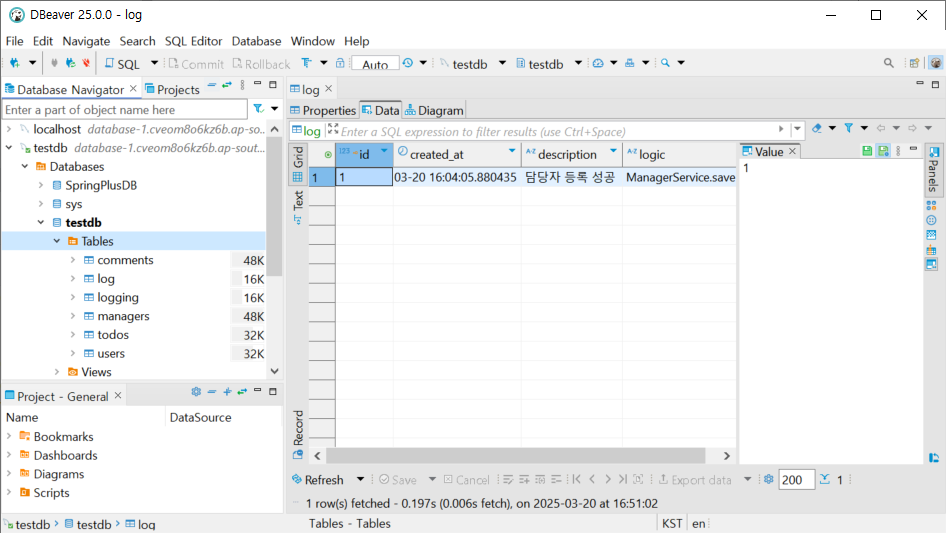 DBeaver 25.0.0 - log
File Edit Navigate Search SQL Editor Database Window Help
SQL Commit Rollback T Auto testdb testdb
Database Navigator Projects
Enter a part of object name here
localhost database-1.cveom8o6kz6b.ap-so...
testdb database-1.cveom8o6kz6b.ap-sout...
Databases
SpringPlusDB
sys
testdb
Tables
comments 48K
log 16K
logging 16K
managers 48K
todos 32K
users 32K
Views
Project - General
Name DataSource
Bookmarks
Dashboards
Diagrams
Scripts
log
Properties Data Diagram
log Enter a SQL expression to filter results (use Ctrl+Space)
Grid
Text
Record
123 id created_at A-Z description A-Z logic
1 1 03-20 16:04:05.880435 담당자 등록 성공 ManagerService.save
Value
1
Panels
Refresh Save Cancel Export data 200 1
1 row(s) fetched - 0.197s (0.006s fetch), on 2025-03-20 at 16:51:02
testdb testdb log Tables - Tables KST en